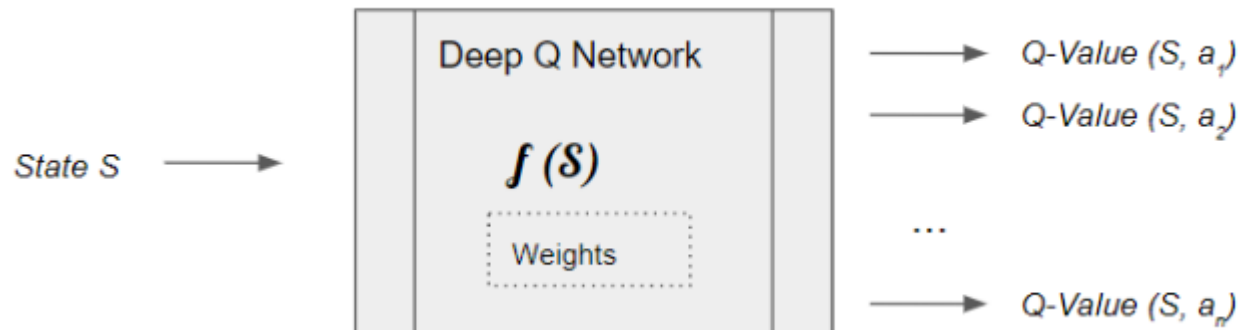 Deep Q Network
Q-Value (S, a₁)
Q-Value (S, a₂)
State S
f (S)
...
Weights
Q-Value (S, aₙ)